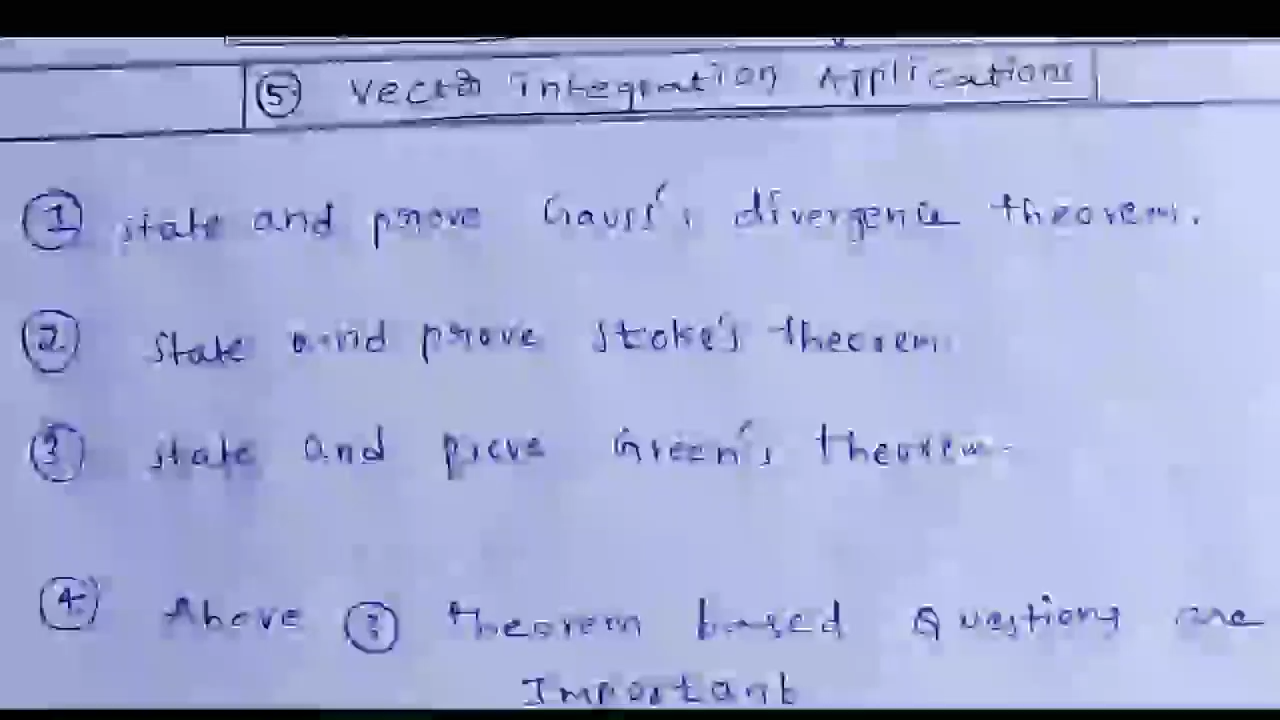 ⑤ Vector integration Applications
① state and prove Gauss's divergence theorem.
② State and prove stoke's theorem.
③ state and prove Green's theorem.
④ Above ③ theorem based Questions are
Important